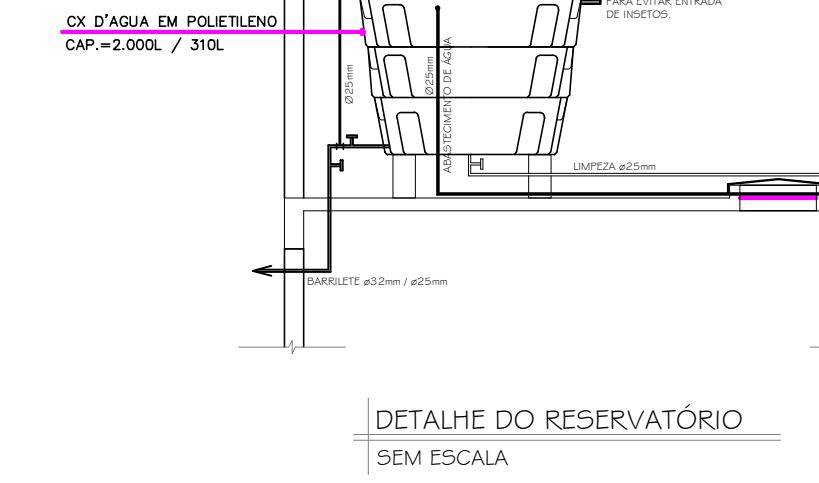 PARA EVITAR ENTRADA
DE INSETOS.
CX D'AGUA EM POLIETILENO
CAP.=2.000L / 310L
Ø25mm
Ø25mm
ABASTECIMENTO DE ÁGUA
LIMPEZA ø25mm
BARRILETE ø32mm / ø25mm
DETALHE DO RESERVATÓRIO
SEM ESCALA